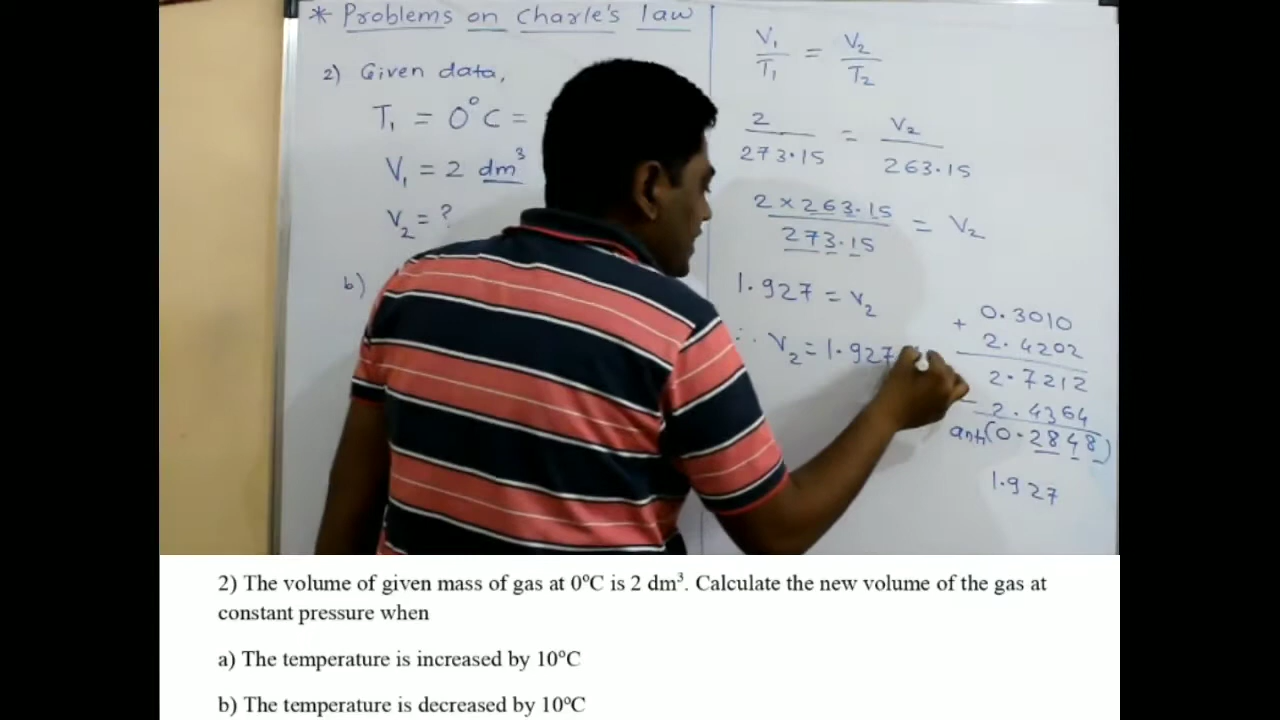 * Problems on Charle's law
2) Given data,
T₁ = 0°C =
V₁ = 2 dm³
V₂ = ?
b)
V₁/T₁ = V₂/T₂
2/273.15 = V₂/263.15
2 × 263.15/273.15 = V₂
1.927 = V₂
∴ V₂ = 1.927
0.3010
+ 2.4202
2.7212
- 2.4364
anti(0.2848)
1.927
2) The volume of given mass of gas at 0ºC is 2 dm³. Calculate the new volume of the gas at
constant pressure when
a) The temperature is increased by 10ºC
b) The temperature is decreased by 10ºC